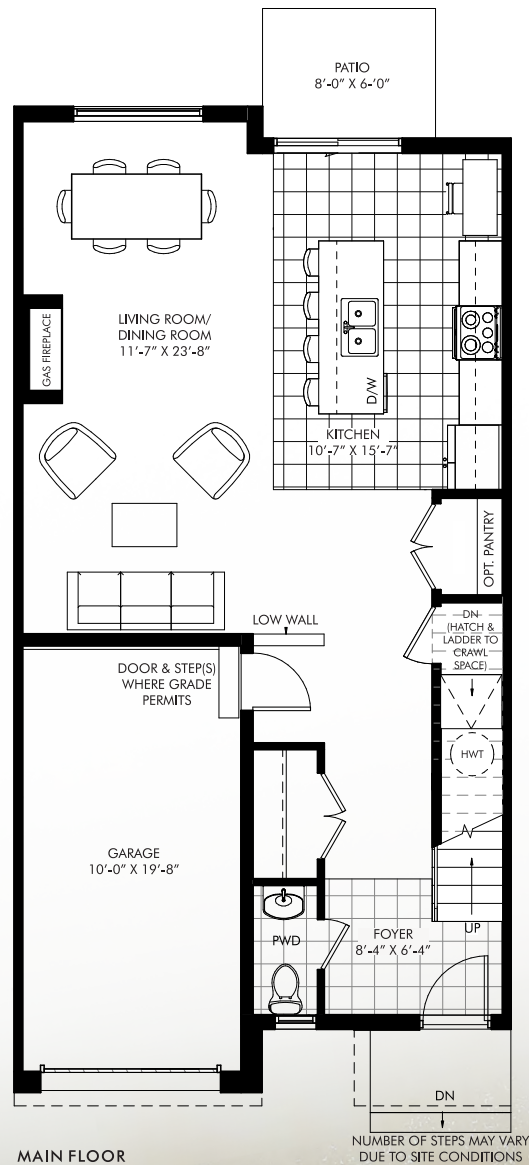 PATIO
8'-0" X 6-'0"
GAS FIREPLACE
LIVING ROOM/
DINING ROOM
11'-7" X 23'-8"
D/W
KITCHEN
10'-7" X 15'-7"
OPT. PANTRY
LOW WALL
DN
(HATCH &
LADDER TO
CRAWL
SPACE)
DOOR & STEP(S)
WHERE GRADE
PERMITS
HWT
GARAGE
10'-0" X 19'-8"
PWD
FOYER
8'-4" X 6'-4"
UP
DN
MAIN FLOOR
NUMBER OF STEPS MAY VARY
DUE TO SITE CONDITIONS